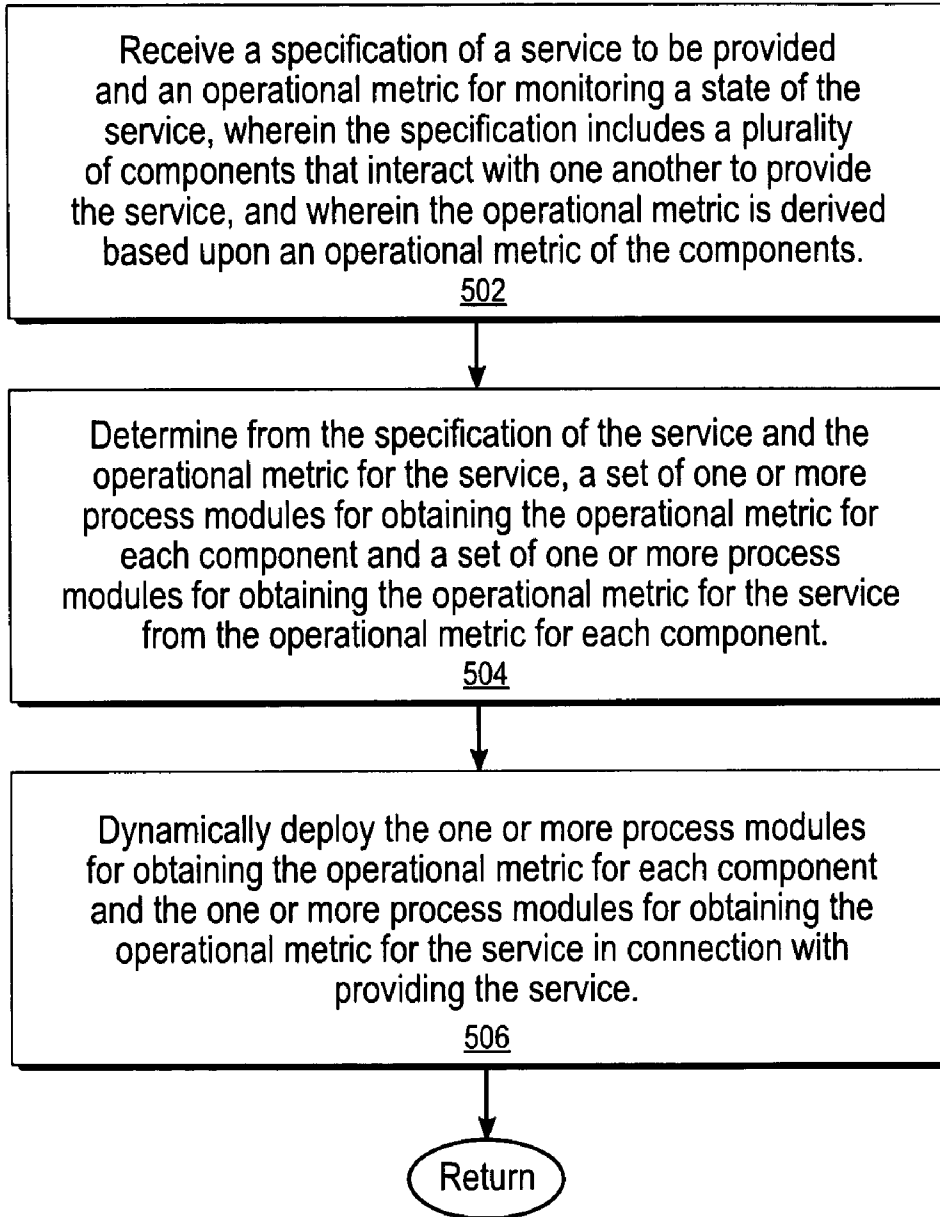 Receive a specification of a service to be provided
and an operational metric for monitoring a state of the
service, wherein the specification includes a plurality
of components that interact with one another to provide
the service, and wherein the operational metric is derived
based upon an operational metric of the components.
502
Determine from the specification of the service and the
operational metric for the service, a set of one or more
process modules for obtaining the operational metric for
each component and a set of one or more process
modules for obtaining the operational metric for the service
from the operational metric for each component.
504
Dynamically deploy the one or more process modules
for obtaining the operational metric for each component
and the one or more process modules for obtaining the
operational metric for the service in connection with
providing the service.
506
Return